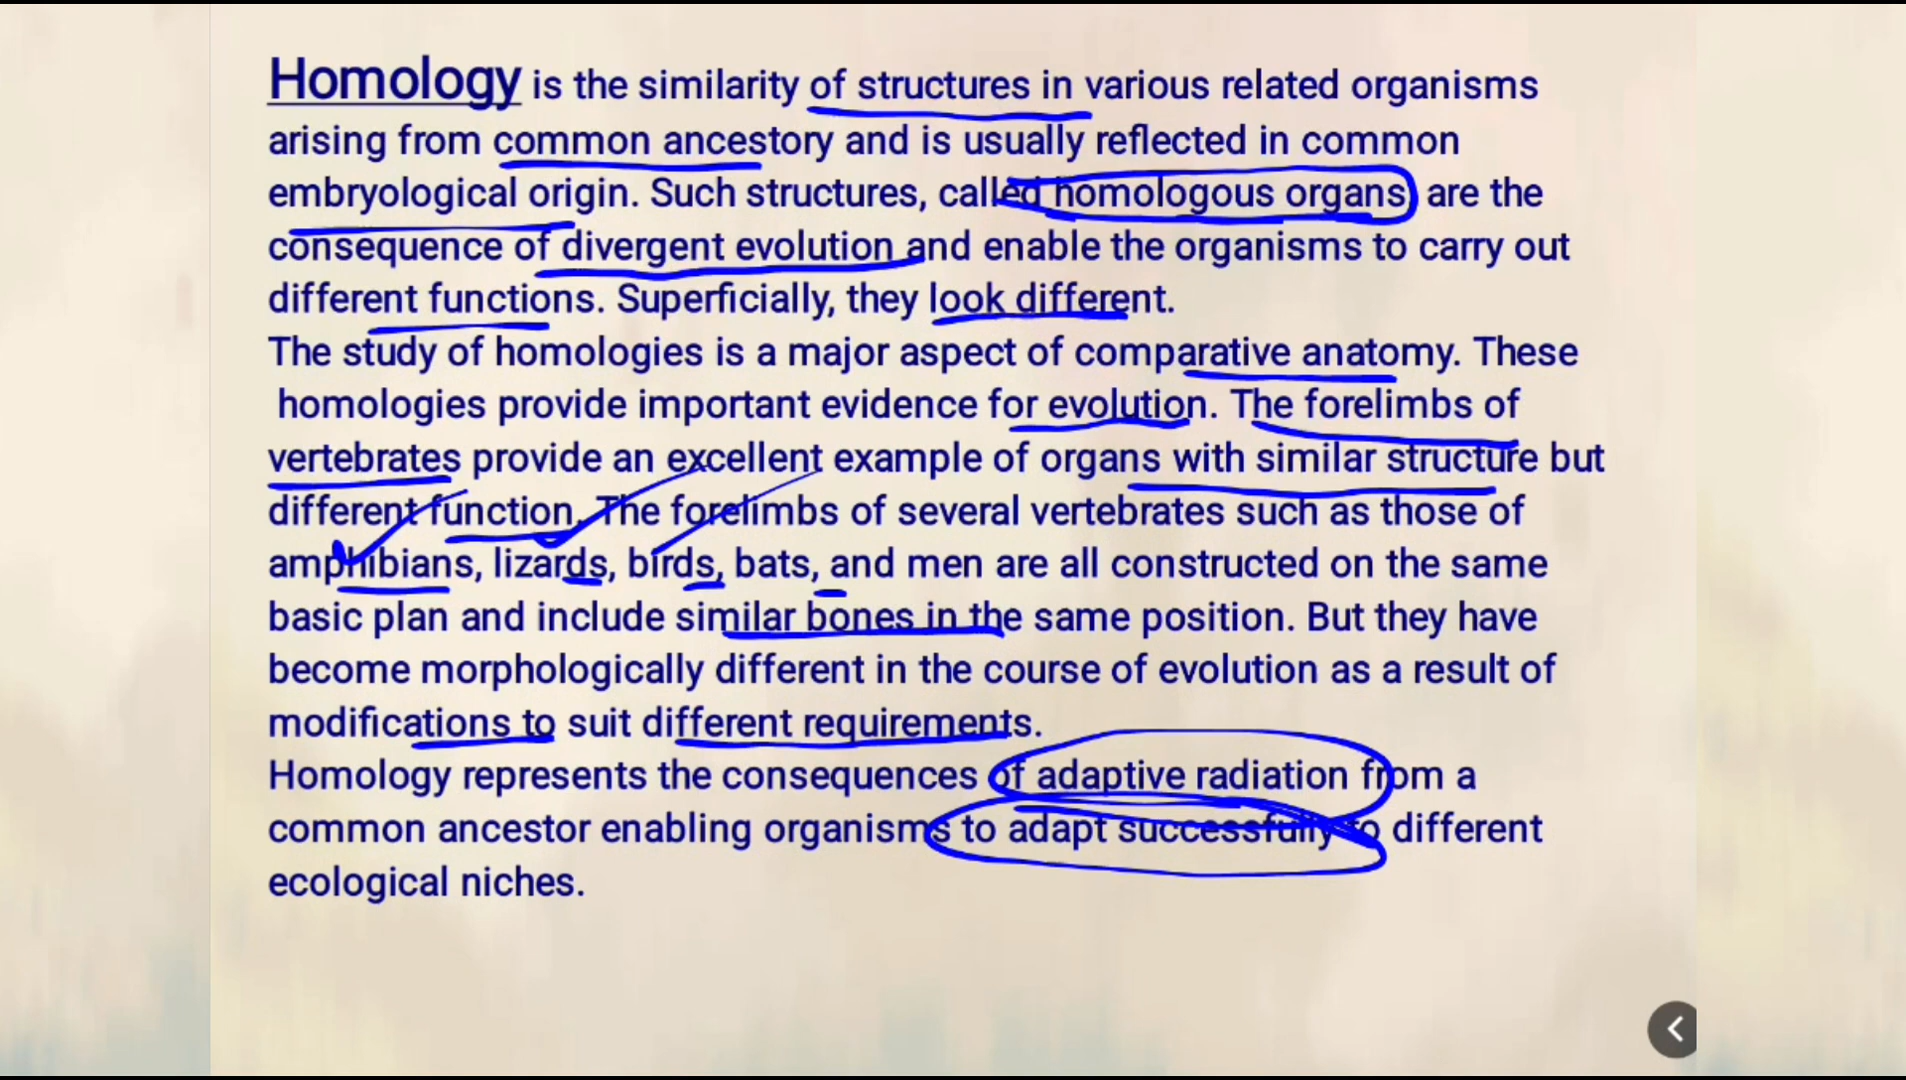 Homology is the similarity of structures in various related organisms
arising from common ancestory and is usually reflected in common
embryological origin. Such structures, called homologous organs, are the
consequence of divergent evolution and enable the organisms to carry out
different functions. Superficially, they look different.
The study of homologies is a major aspect of comparative anatomy. These
homologies provide important evidence for evolution. The forelimbs of
vertebrates provide an excellent example of organs with similar structure but
different function. The forelimbs of several vertebrates such as those of
amphibians, lizards, birds, bats, and men are all constructed on the same
basic plan and include similar bones in the same position. But they have
become morphologically different in the course of evolution as a result of
modifications to suit different requirements.
Homology represents the consequences of adaptive radiation from a
common ancestor enabling organisms to adapt successfully to different
ecological niches.